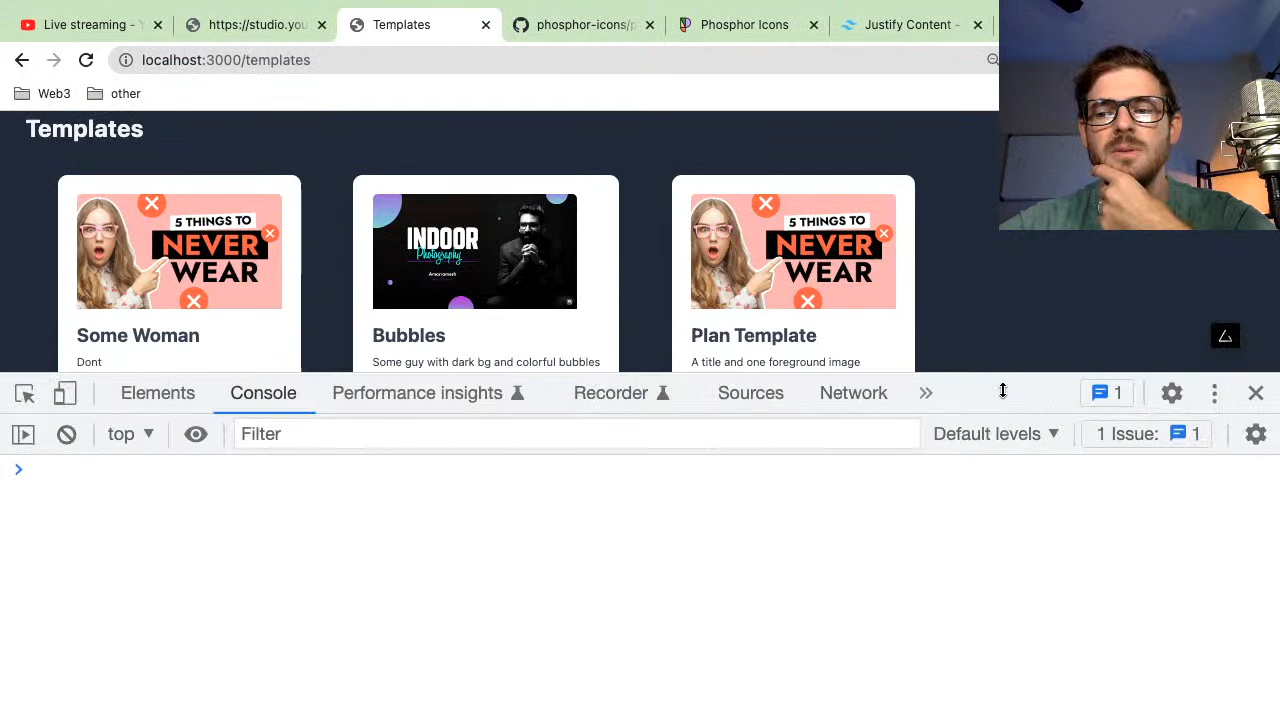 Live streaming - Y
https://studio.you
Templates
phosphor-icons/p
Phosphor Icons
Justify Content -
localhost:3000/templates
Web3
other
Templates
5 THINGS TO
NEVER
WEAR
INDOOR
Photography
Amarramesh
5 THINGS TO
NEVER
WEAR
Some Woman
Bubbles
Plan Template
Dont
Some guy with dark bg and colorful bubbles
A title and one foreground image
Elements
Console
Performance insights
Recorder
Sources
Network
1
top
Filter
Default levels
1 Issue:
1